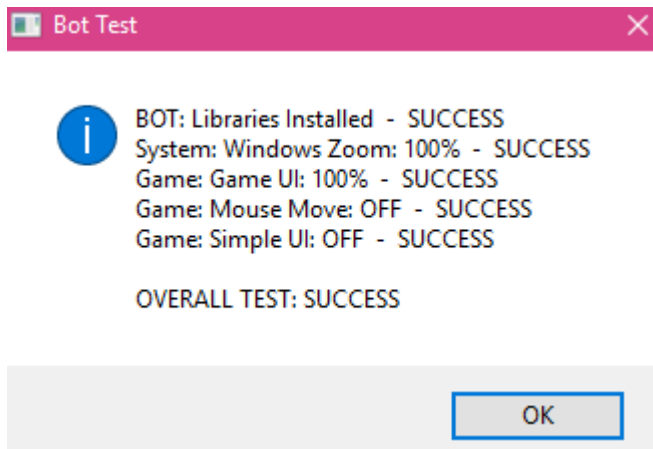 Bot Test
BOT: Libraries Installed - SUCCESS
System: Windows Zoom: 100% - SUCCESS
Game: Game UI: 100% - SUCCESS
Game: Mouse Move: OFF - SUCCESS
Game: Simple UI: OFF - SUCCESS
OVERALL TEST: SUCCESS
OK